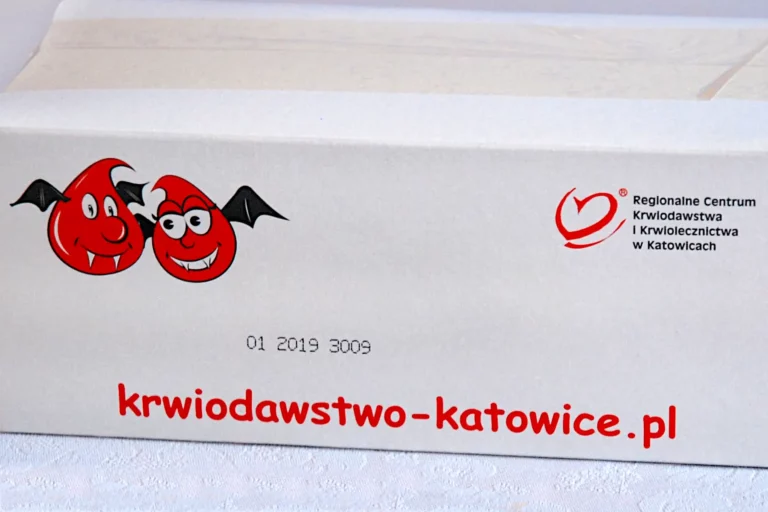 ® Regionalne Centrum
Krwiodawstwa
i Krwiolecznictwa
w Katowicach
01 2019 3009
krwiodawstwo-katowice.pl